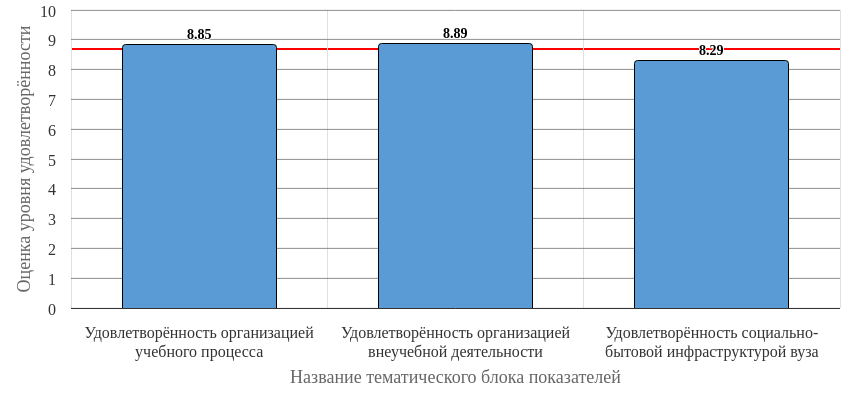 Оценка уровня удовлетворённости
10
9
8
7
6
5
4
3
2
1
0
8.85
8.89
8.29
Удовлетворённость организацией
учебного процесса
Удовлетворённость организацией
внеучебной деятельности
Удовлетворённость социально-
бытовой инфраструктурой вуза
Название тематического блока показателей